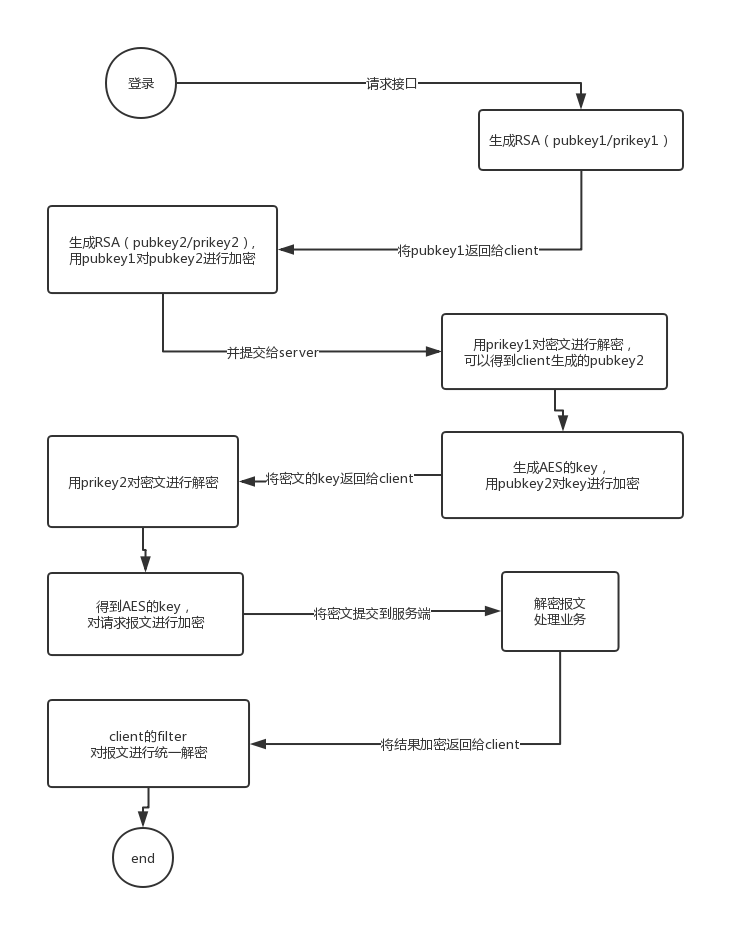 登录
请求接口
生成RSA（pubkey1/prikey1）
将pubkey1返回给client
生成RSA（pubkey2/prikey2），
用pubkey1对pubkey2进行加密
并提交给server
用prikey1对密文进行解密，
可以得到client生成的pubkey2
生成AES的key，
用pubkey2对key进行加密
将密文的key返回给client
用prikey2对密文进行解密
得到AES的key，
对请求报文进行加密
将密文提交到服务端
解密报文
处理业务
将结果加密返回给client
client的filter
对报文进行统一解密
end